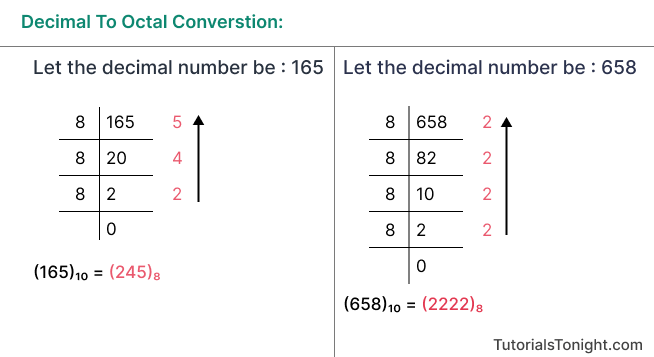 Decimal To Octal Converstion:
Let the decimal number be : 165
8 165 5
8 20 4
8 2 2
0
(165)₁₀ = (245)₈
Let the decimal number be : 658
8 658 2
8 82 2
8 10 2
8 2 2
0
(658)₁₀ = (2222)₈
TutorialsTonight.com